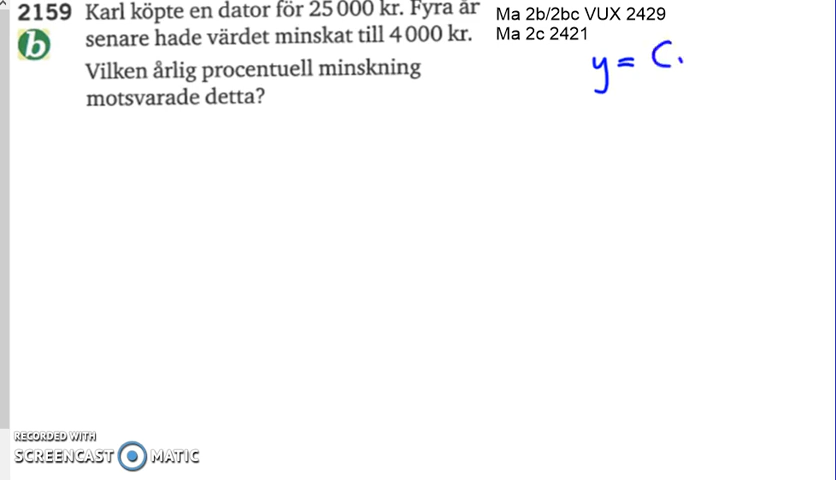 2159 Karl köpte en dator för 25 000 kr. Fyra år
senare hade värdet minskat till 4 000 kr.
Vilken årlig procentuell minskning
motsvarade detta?
b
Ma 2b/2bc VUX 2429
Ma 2c 2421
y = C·
RECORDED WITH
SCREENCAST MATIC